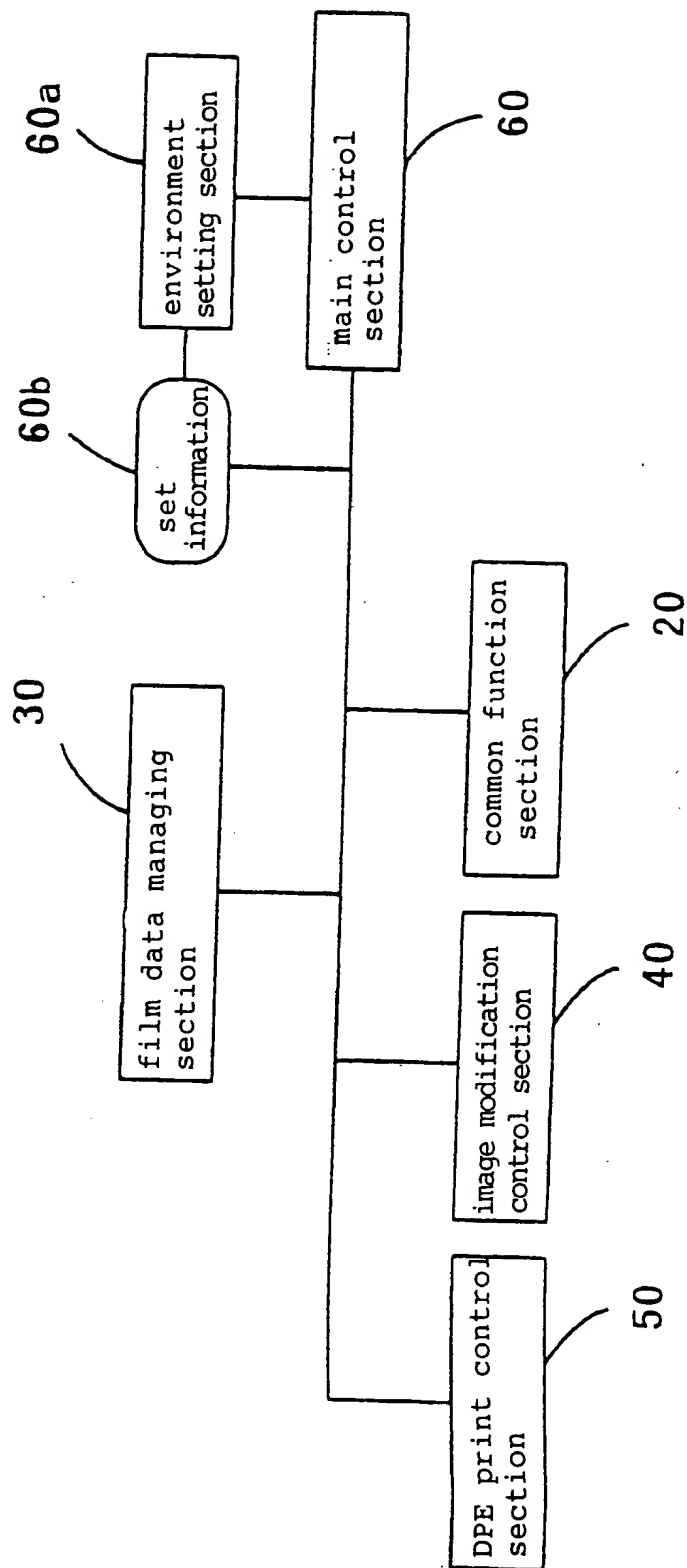 60a
environment
setting section
60b
set
information
main control
section
60
30
film data managing
section
common function
section
20
image modification
control section
40
DPE print control
section
50